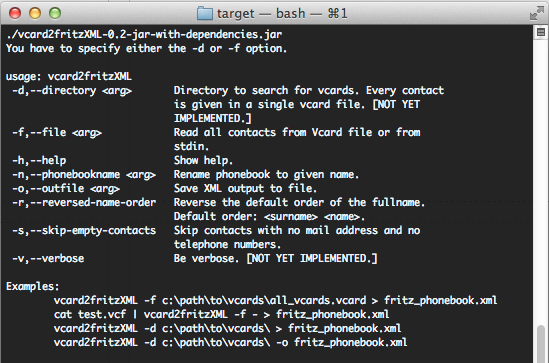 target — bash — ⌘1
./vcard2fritzXML-0.2-jar-with-dependencies.jar
You have to specify either the -d or -f option.
usage: vcard2fritzXML
-d,--directory <arg> Directory to search for vcards. Every contact
is given in a single vcard file. [NOT YET
IMPLEMENTED.]
-f,--file <arg> Read all contacts from Vcard file or from
stdin.
-h,--help Show help.
-n,--phonebookname <arg> Rename phonebook to given name.
-o,--outfile <arg> Save XML output to file.
-r,--reversed-name-order Reverse the default order of the fullname.
Default order: <surname> <name>.
-s,--skip-empty-contacts Skip contacts with no mail address and no
telephone numbers.
-v,--verbose Be verbose. [NOT YET IMPLEMENTED.]
Examples:
vcard2fritzXML -f c:\path\to\vcards\all_vcards.vcard > fritz_phonebook.xml
cat test.vcf | vcard2fritzXML -f - > fritz_phonebook.xml
vcard2fritzXML -d c:\path\to\vcards\ > fritz_phonebook.xml
vcard2fritzXML -d c:\path\to\vcards\ -o fritz_phonebook.xml